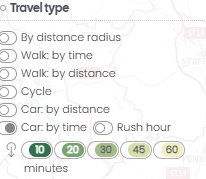 Travel type
By distance radius
Walk: by time
Walk: by distance
Cycle
Car: by distance
Car: by time Rush hour
10 20 30 45 60
minutes